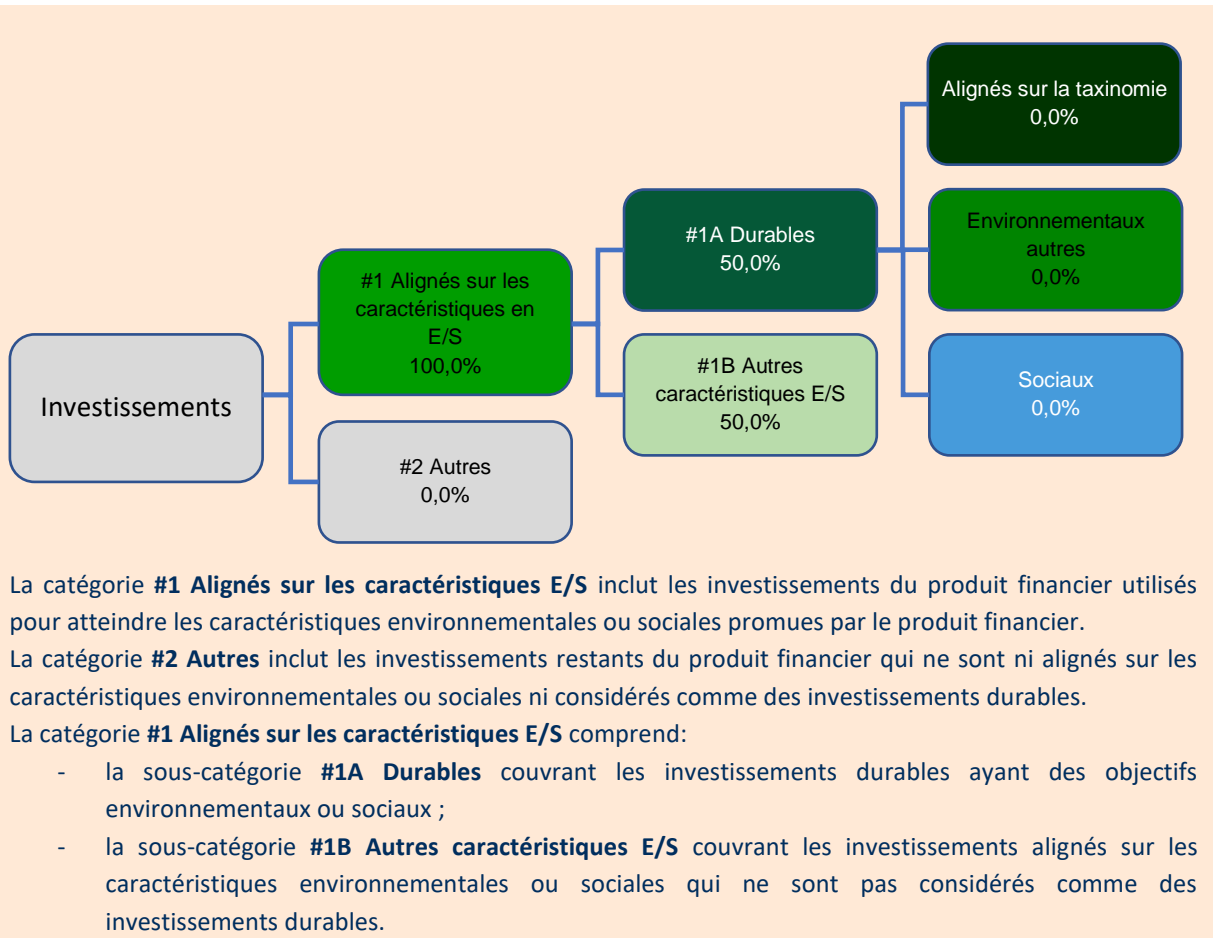 Alignés sur la taxinomie
0,0%
#1A Durables
50,0%
Environnementaux
autres
0,0%
#1 Alignés sur les
caractéristiques en
E/S
100,0%
Investissements
#1B Autres
caractéristiques E/S
50,0%
Sociaux
0,0%
#2 Autres
0,0%
La catégorie #1 Alignés sur les caractéristiques E/S inclut les investissements du produit financier utilisés
pour atteindre les caractéristiques environnementales ou sociales promues par le produit financier.
La catégorie #2 Autres inclut les investissements restants du produit financier qui ne sont ni alignés sur les
caractéristiques environnementales ou sociales ni considérés comme des investissements durables.
La catégorie #1 Alignés sur les caractéristiques E/S comprend:
- la sous-catégorie #1A Durables couvrant les investissements durables ayant des objectifs
environnementaux ou sociaux ;
- la sous-catégorie #1B Autres caractéristiques E/S couvrant les investissements alignés sur les
caractéristiques environnementales ou sociales qui ne sont pas considérés comme des
investissements durables.